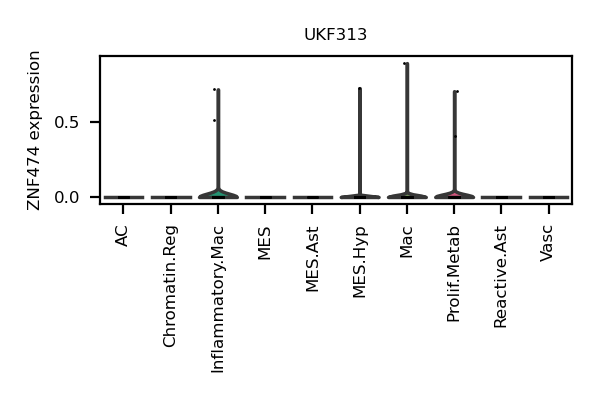 UKF313
ZNF474 expression
0.5
0.0
AC
Chromatin.Reg
Inflammatory.Mac
MES
MES.Ast
MES.Hyp
Mac
Prolif.Metab
Reactive.Ast
Vasc